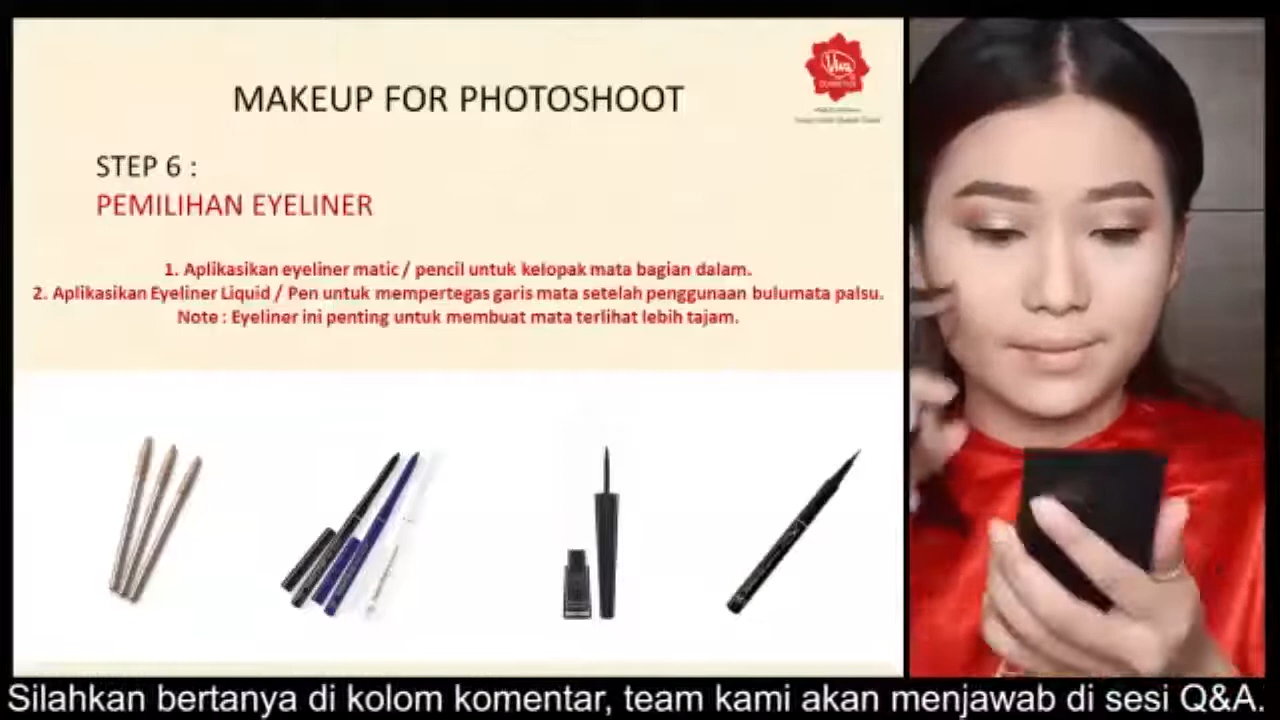 MAKEUP FOR PHOTOSHOOT
Viva
COSMETICS
STEP 6 :
PEMILIHAN EYELINER
1. Aplikasikan eyeliner matic / pencil untuk kelopak mata bagian dalam.
2. Aplikasikan Eyeliner Liquid / Pen untuk mempertegas garis mata setelah penggunaan bulumata palsu.
Note : Eyeliner ini penting untuk membuat mata terlihat lebih tajam.
Silahkan bertanya di kolom komentar, team kami akan menjawab di sesi Q&A.